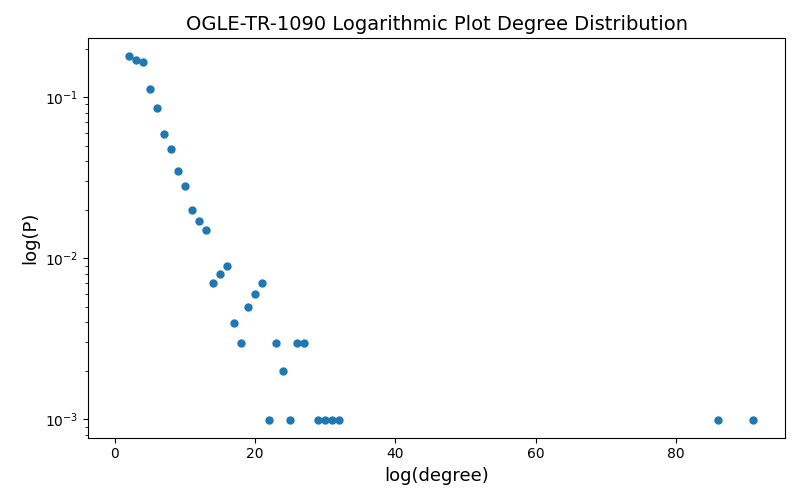 OGLE-TR-1090 Logarithmic Plot Degree Distribution
log(P)
10⁻¹
10⁻²
10⁻³
0 20 40 60 80
log(degree)